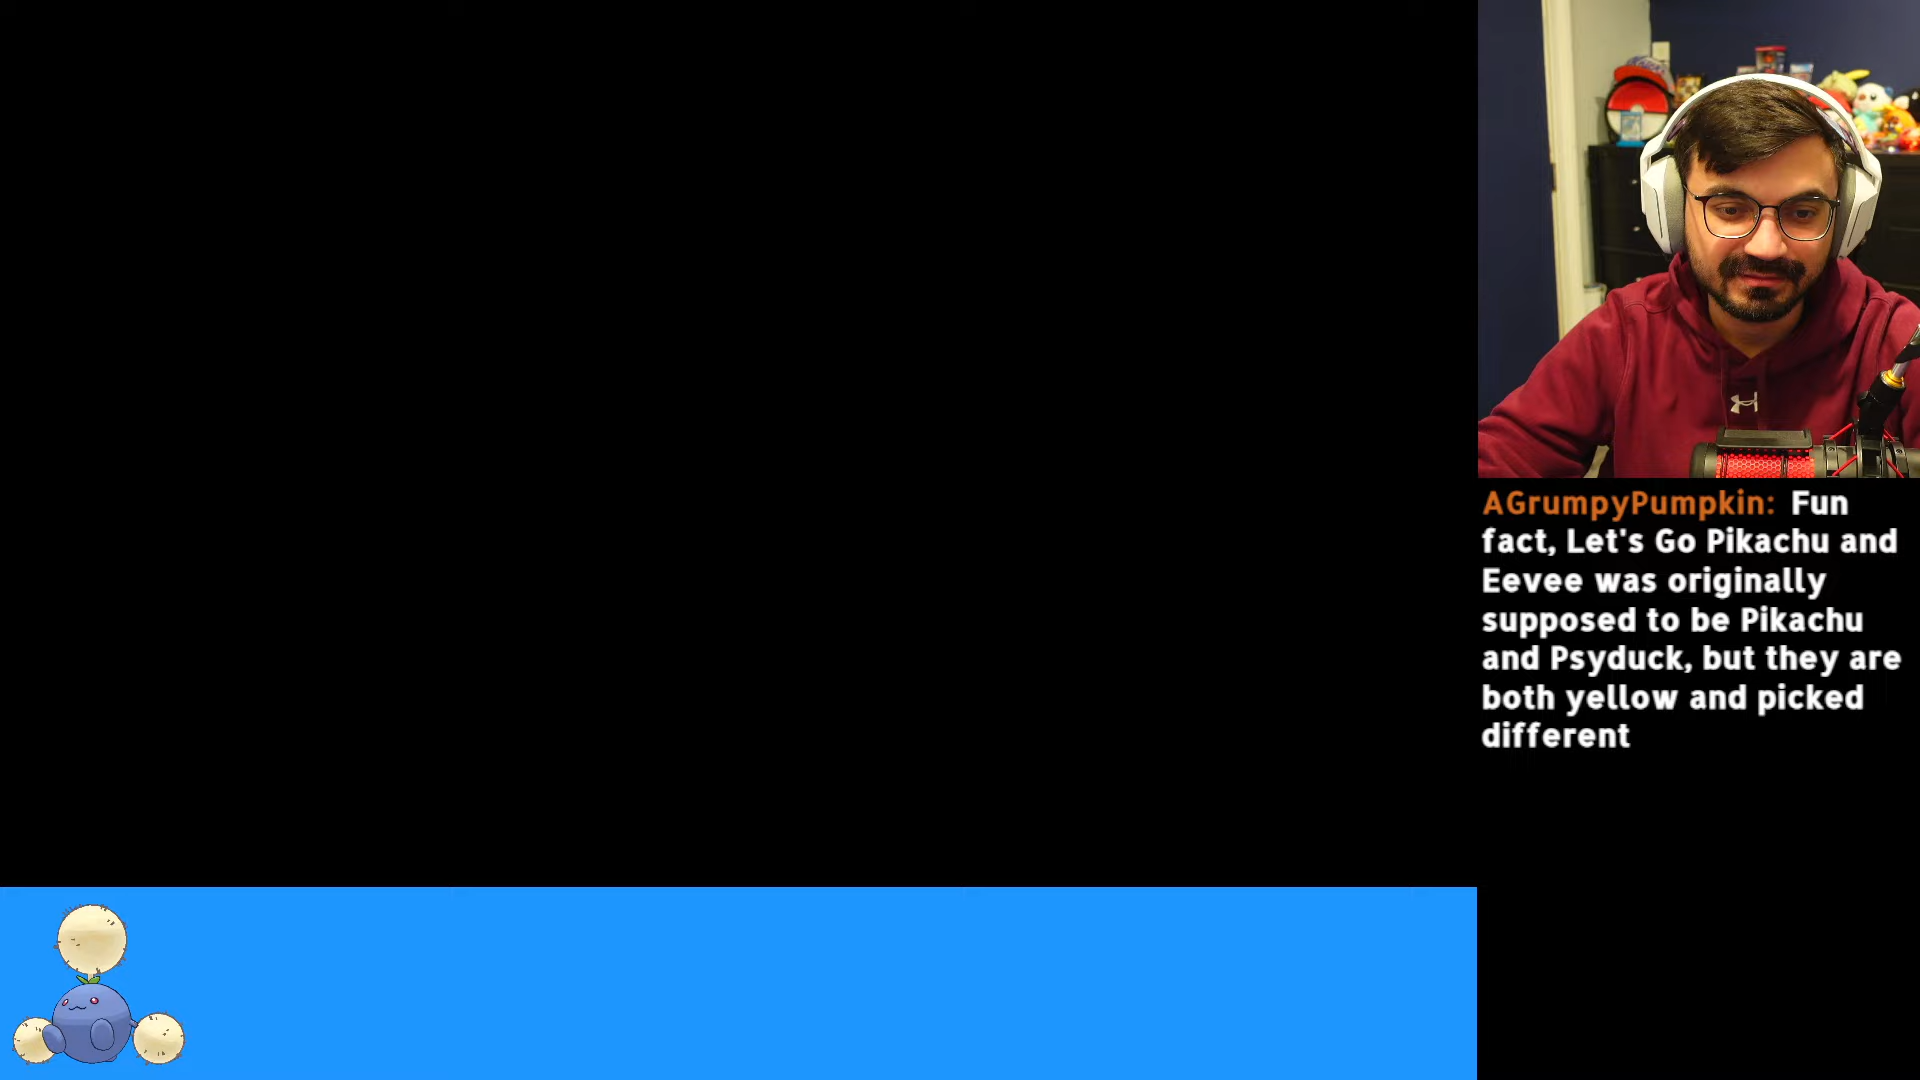 AGrumpyPumpkin: Fun
fact, Let's Go Pikachu and
Eevee was originally
supposed to be Pikachu
and Psyduck, but they are
both yellow and picked
different